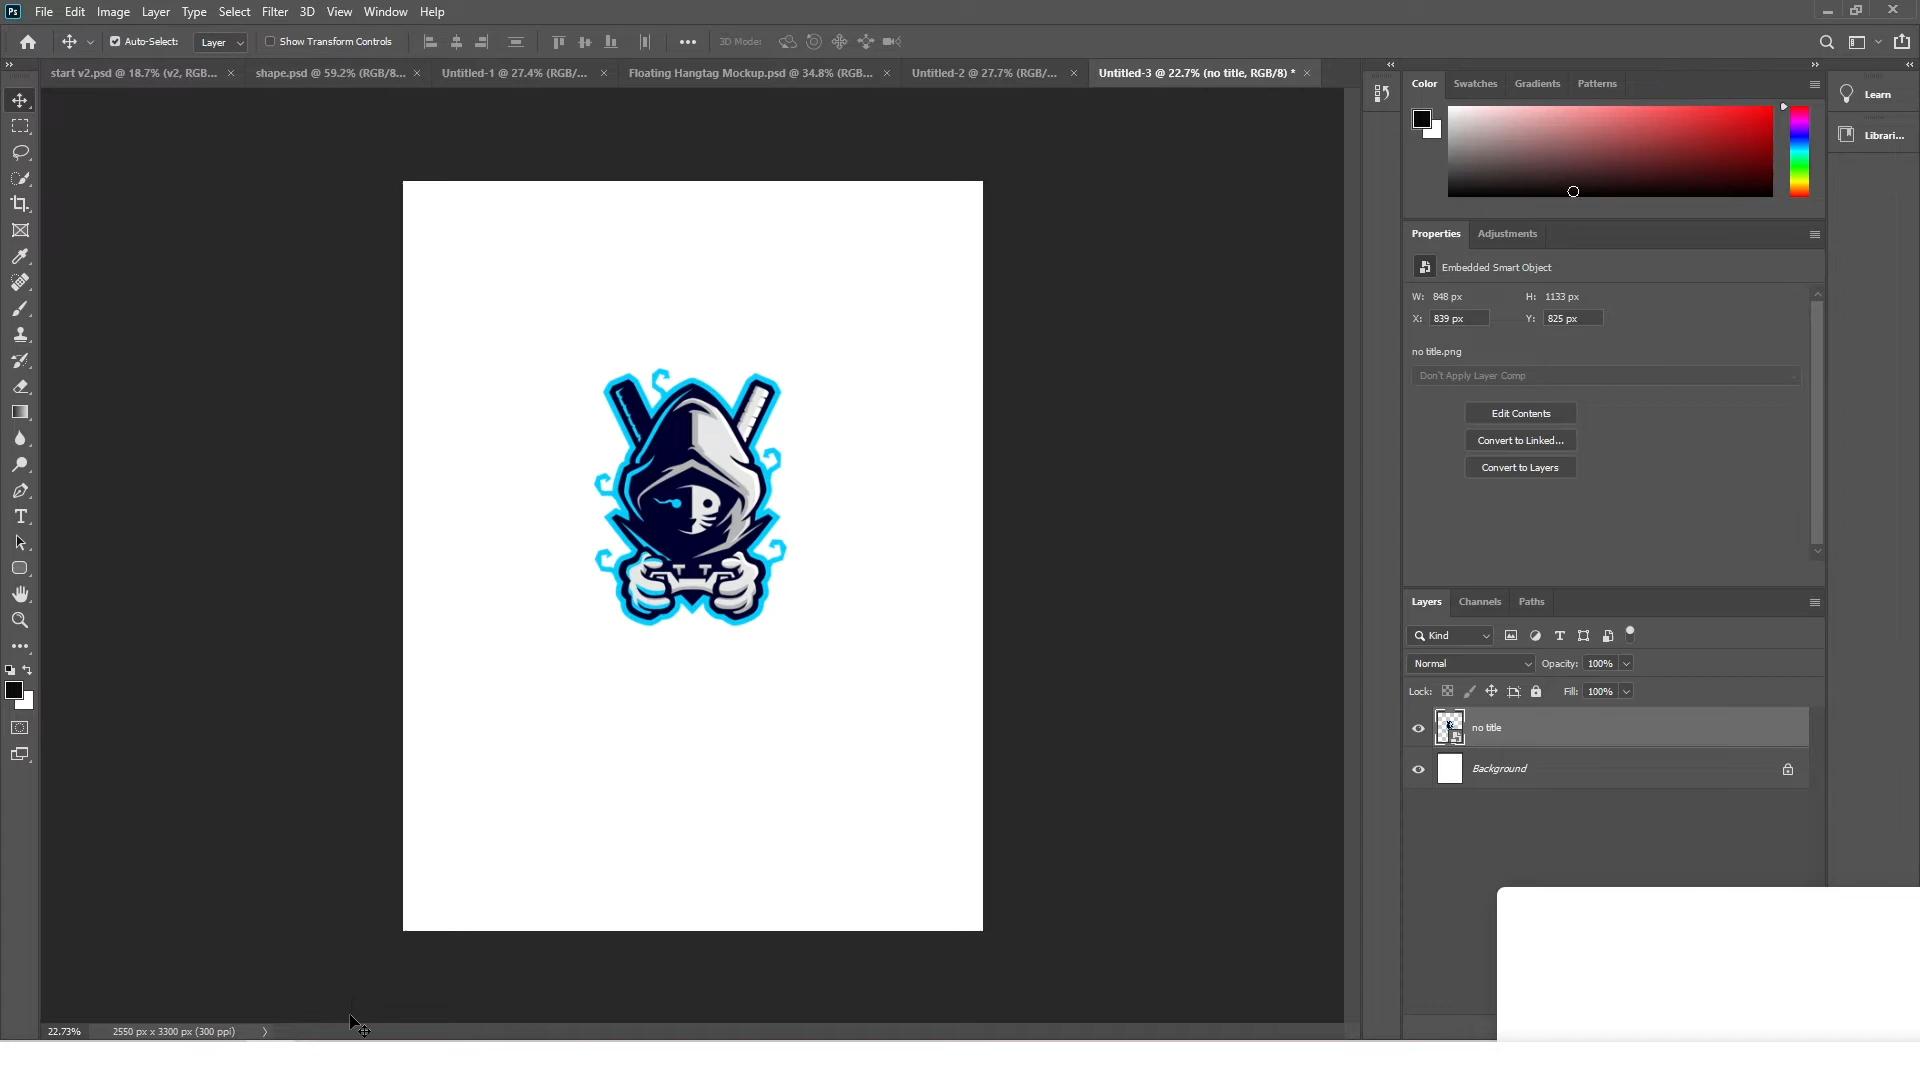 Ps File Edit Image Layer Type Select Filter 3D View Window Help
Auto-Select: Layer Show Transform Controls 3D Mode:
start v2.psd @ 18.7% (v2, RGB... shape.psd @ 59.2% (RGB/8... Untitled-1 @ 27.4% (RGB/... Floating Hangtag Mockup.psd @ 34.8% (RGB... Untitled-2 @ 27.7% (RGB/... Untitled-3 @ 22.7% (no title, RGB/8) *
Color Swatches Gradients Patterns
Learn
Librari...
Properties Adjustments
Embedded Smart Object
W: 848 px H: 1133 px
X: 839 px Y: 825 px
no title.png
Don't Apply Layer Comp
Edit Contents
Convert to Linked...
Convert to Layers
Layers Channels Paths
Kind
Normal Opacity: 100%
Lock: Fill: 100%
no title
Background
22.73% 2550 px x 3300 px (300 ppi)